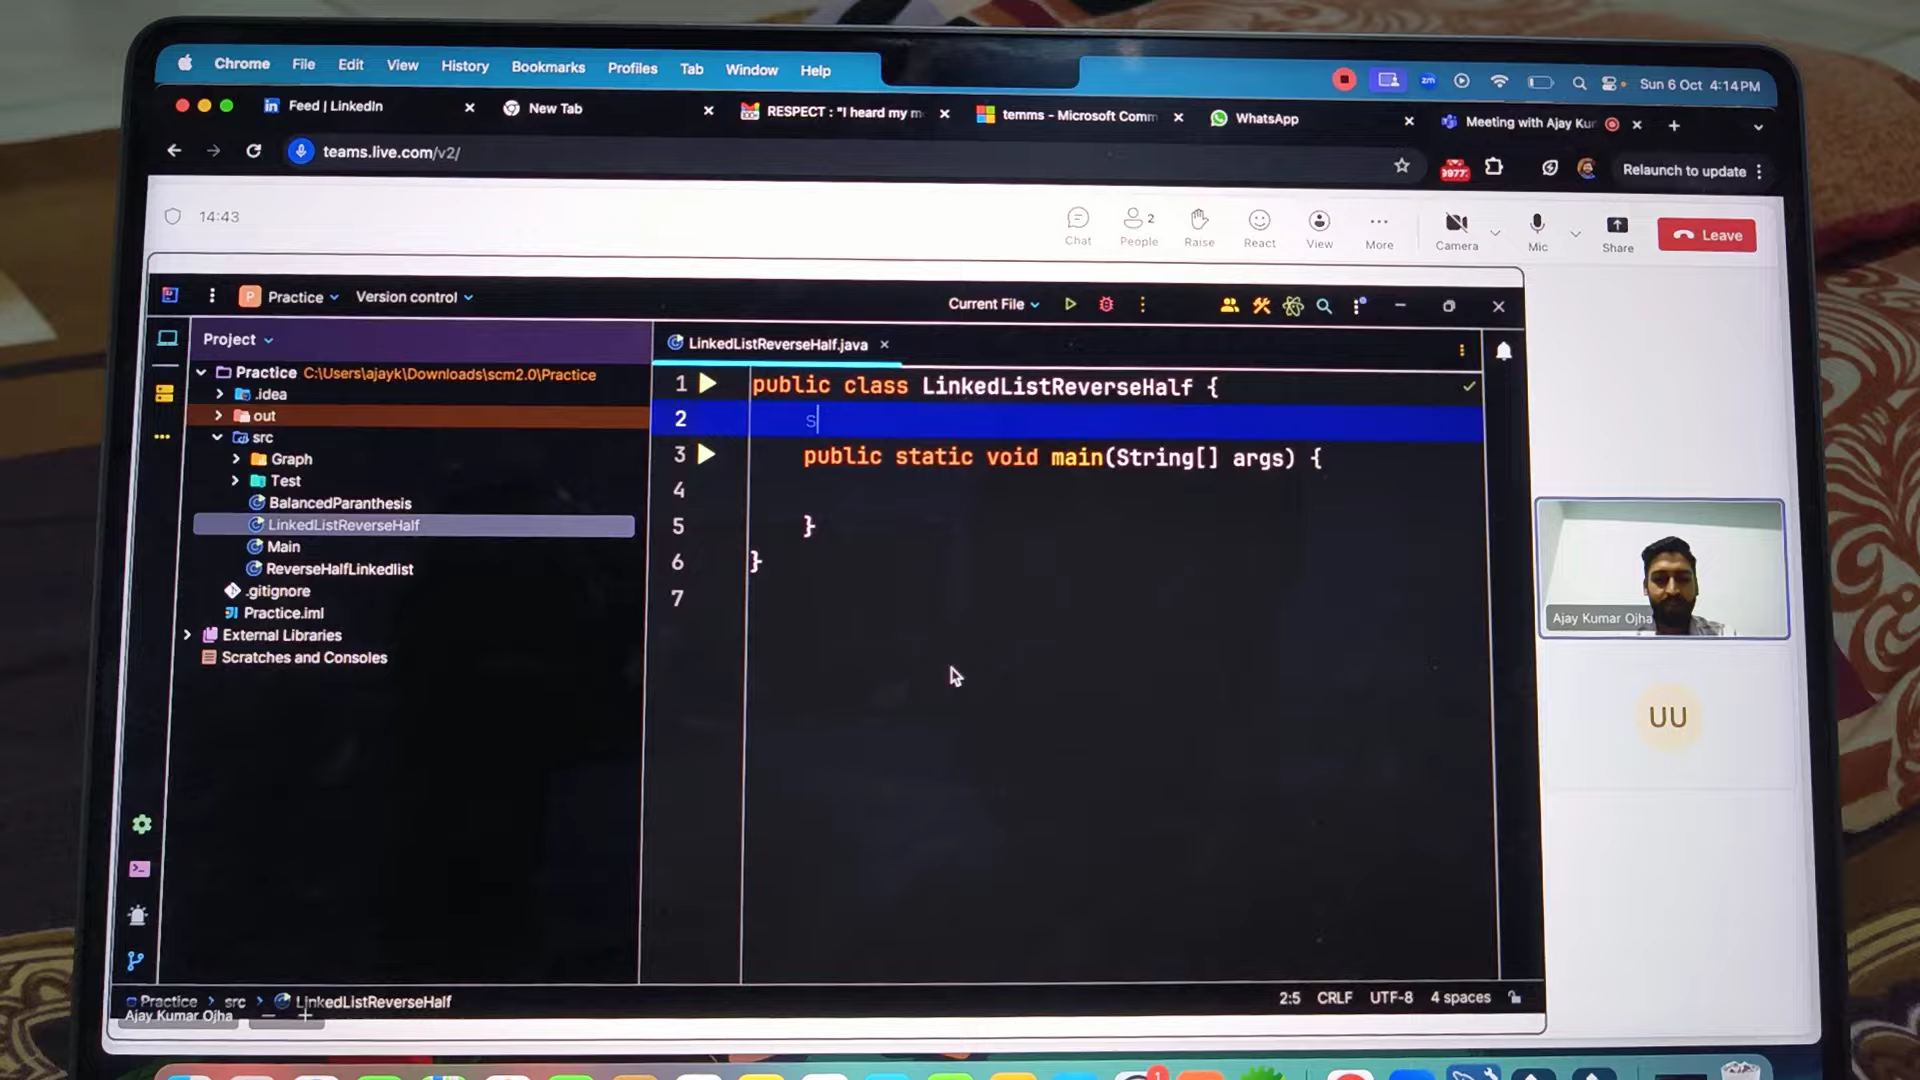 Chrome File Edit View History Bookmarks Profiles Tab Window Help zm Sun 6 Oct 4:14 PM
Feed | LinkedIn New Tab RESPECT : "I heard my m temms - Microsoft Comm WhatsApp Meeting with Ajay Kur
teams.live.com/v2/ Relaunch to update
14:43 Chat People 2 Raise React View More Camera Mic Share Leave
Practice Version control Current File
Project
LinkedListReverseHalf.java
Practice C:\Users\ajayk\Downloads\scm2.0\Practice
.idea
out
src
Graph
Test
BalancedParanthesis
LinkedListReverseHalf
Main
ReverseHalfLinkedlist
.gitignore
Practice.iml
External Libraries
Scratches and Consoles
1 public class LinkedListReverseHalf {
2 s
3 public static void main(String[] args) {
4
5 }
6 }
7
Ajay Kumar Ojha
UU
Practice > src > LinkedListReverseHalf 2:5 CRLF UTF-8 4 spaces
Ajay Kumar Ojha